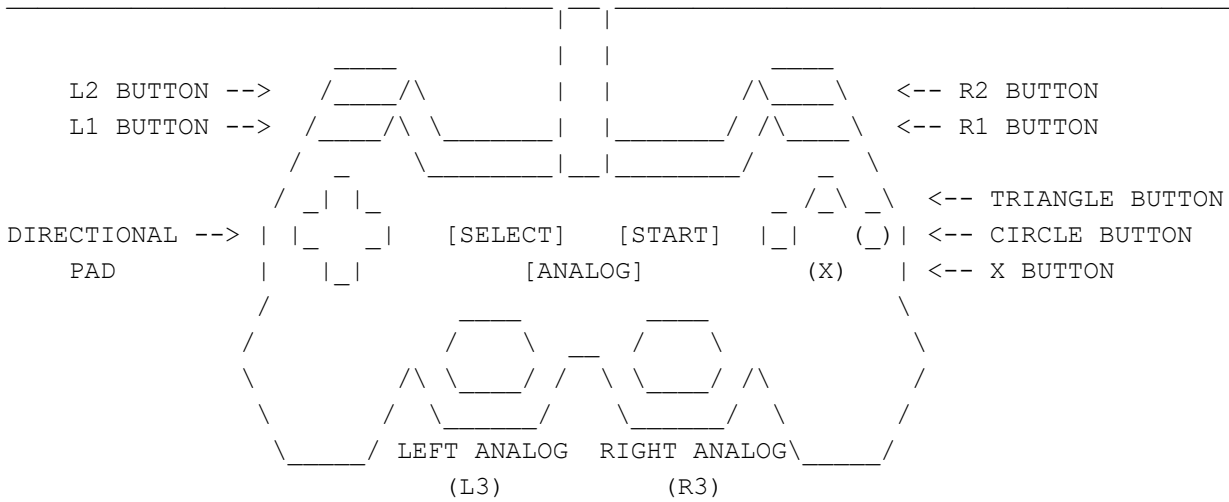 L2 BUTTON --> <-- R2 BUTTON
L1 BUTTON --> <-- R1 BUTTON
<-- TRIANGLE BUTTON
DIRECTIONAL --> [SELECT] [START] <-- CIRCLE BUTTON
PAD [ANALOG] (X) <-- X BUTTON
LEFT ANALOG RIGHT ANALOG
(L3) (R3)